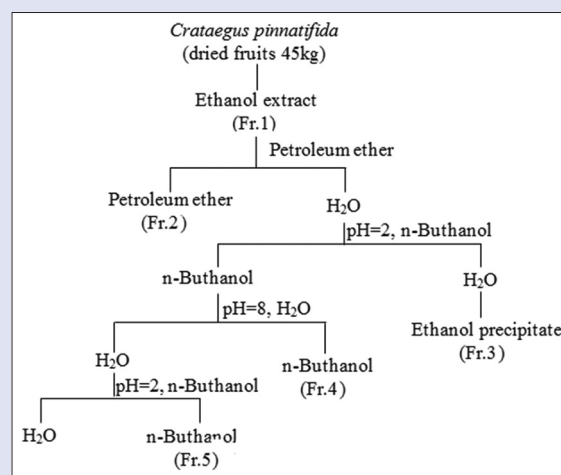 Crataegus pinnatifida
(dried fruits 45kg)
Ethanol extract
(Fr.1)
Petroleum ether
Petroleum ether
(Fr.2)
H₂O
pH=2, n-Buthanol
n-Buthanol
H₂O
pH=8, H₂O
Ethanol precipitate
(Fr.3)
H₂O
n-Buthanol
(Fr.4)
pH=2, n-Buthanol
H₂O
n-Buthanol
(Fr.5)